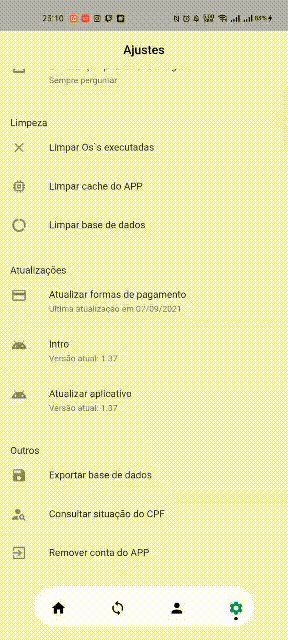 23:10
84%
Ajustes
Sempre perguntar
Limpeza
Limpar Os`s executadas
Limpar cache do APP
Limpar base de dados
Atualizações
Atualizar formas de pagamento
Ultima atualização em 07/09/2021
Intro
Versão atual: 1.37
Atualizar aplicativo
Versão atual: 1.37
Outros
Exportar base de dados
Consultar situação do CPF
Remover conta do APP